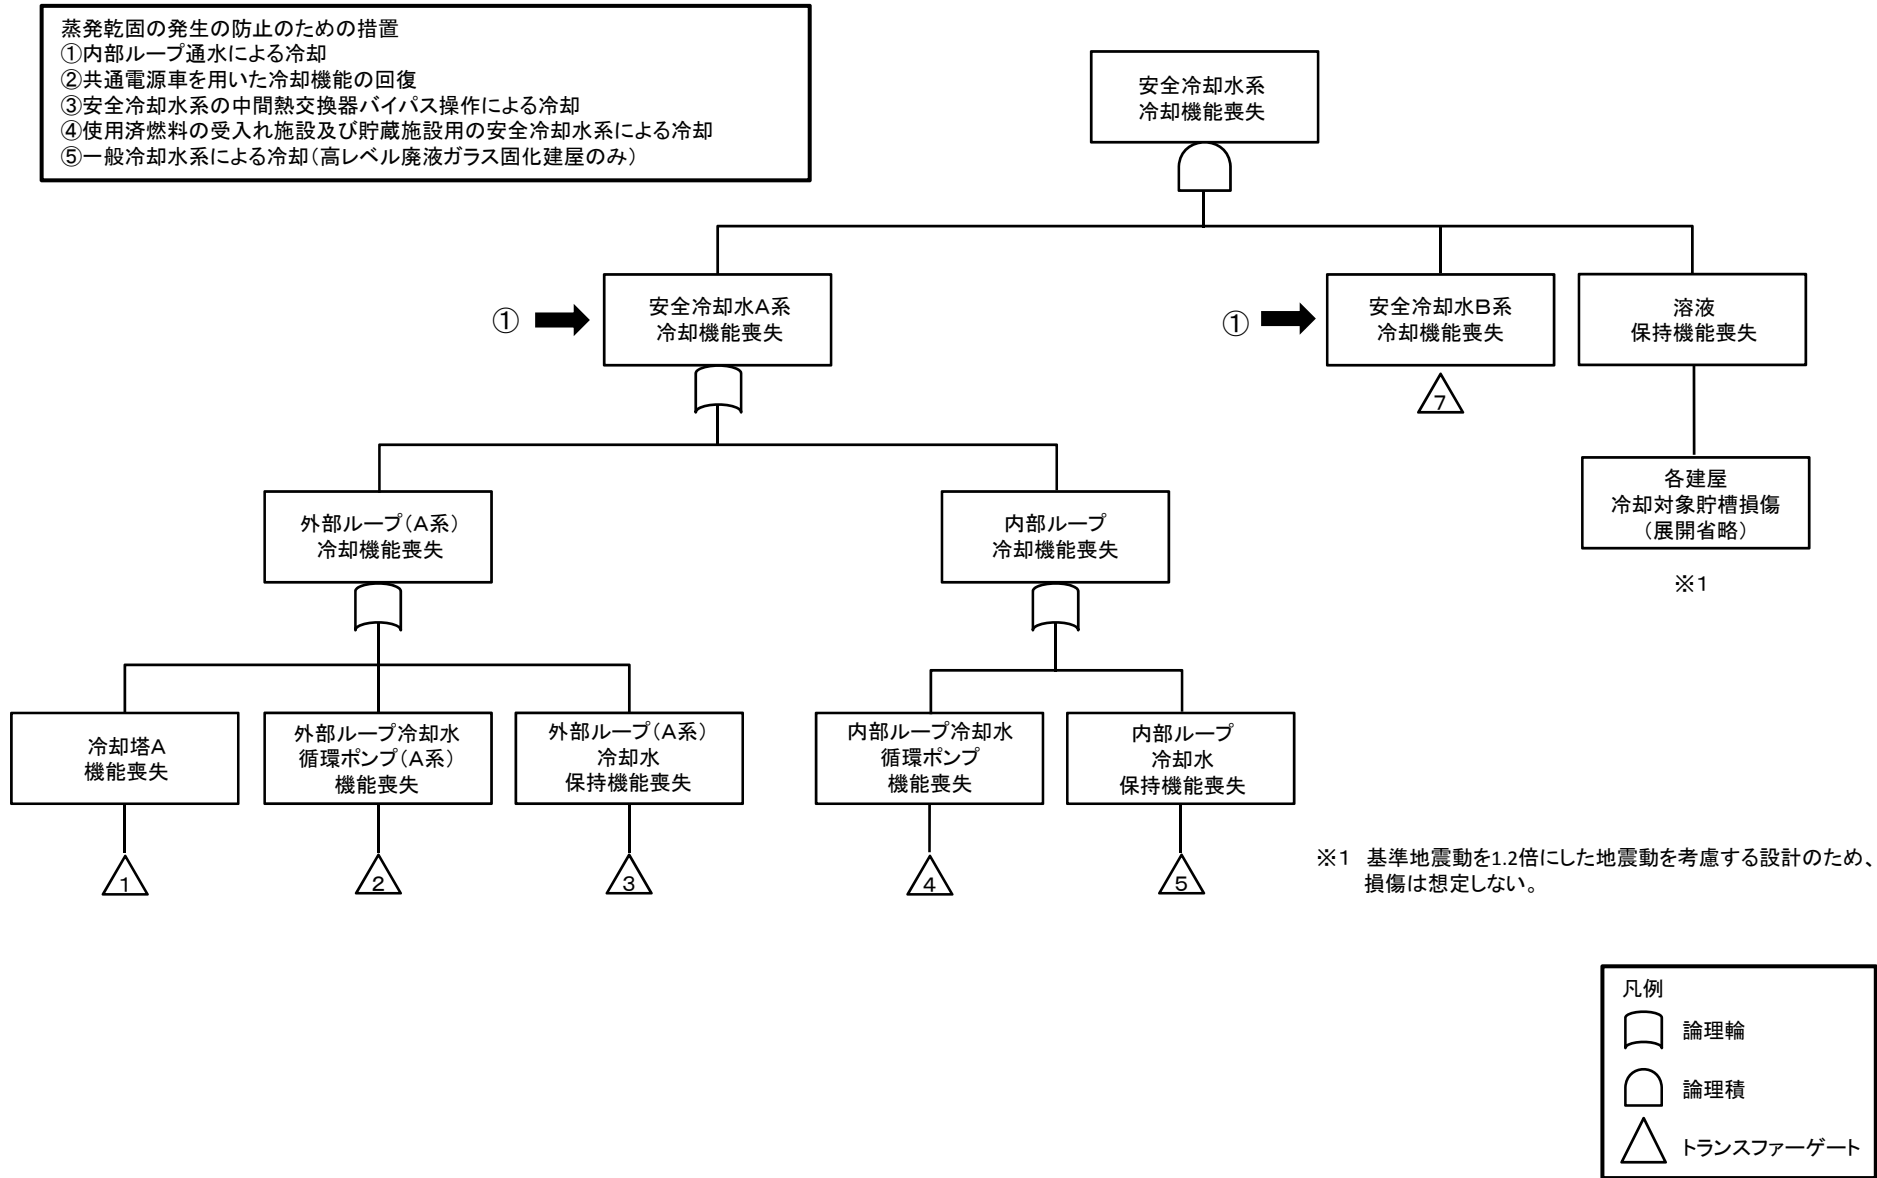 蒸発乾固の発生の防止のための措置
①内部ループ通水による冷却
②共通電源車を用いた冷却機能の回復
③安全冷却水系の中間熱交換器バイパス操作による冷却
④使用済燃料の受入れ施設及び貯蔵施設用の安全冷却水系による冷却
⑤一般冷却水系による冷却(高レベル廃液ガラス固化建屋のみ)
安全冷却水系
冷却機能喪失
①
安全冷却水A系
冷却機能喪失
①
安全冷却水B系
冷却機能喪失
7
溶液
保持機能喪失
外部ループ(A系)
冷却機能喪失
内部ループ
冷却機能喪失
各建屋
冷却対象貯槽損傷
(展開省略)
※1
冷却塔A
機能喪失
外部ループ冷却水
循環ポンプ(A系)
機能喪失
外部ループ(A系)
冷却水
保持機能喪失
内部ループ冷却水
循環ポンプ
機能喪失
内部ループ
冷却水
保持機能喪失
1
2
3
4
5
※1 基準地震動を1.2倍にした地震動を考慮する設計のため、
損傷は想定しない。
凡例
論理輪
論理積
トランスファーゲート